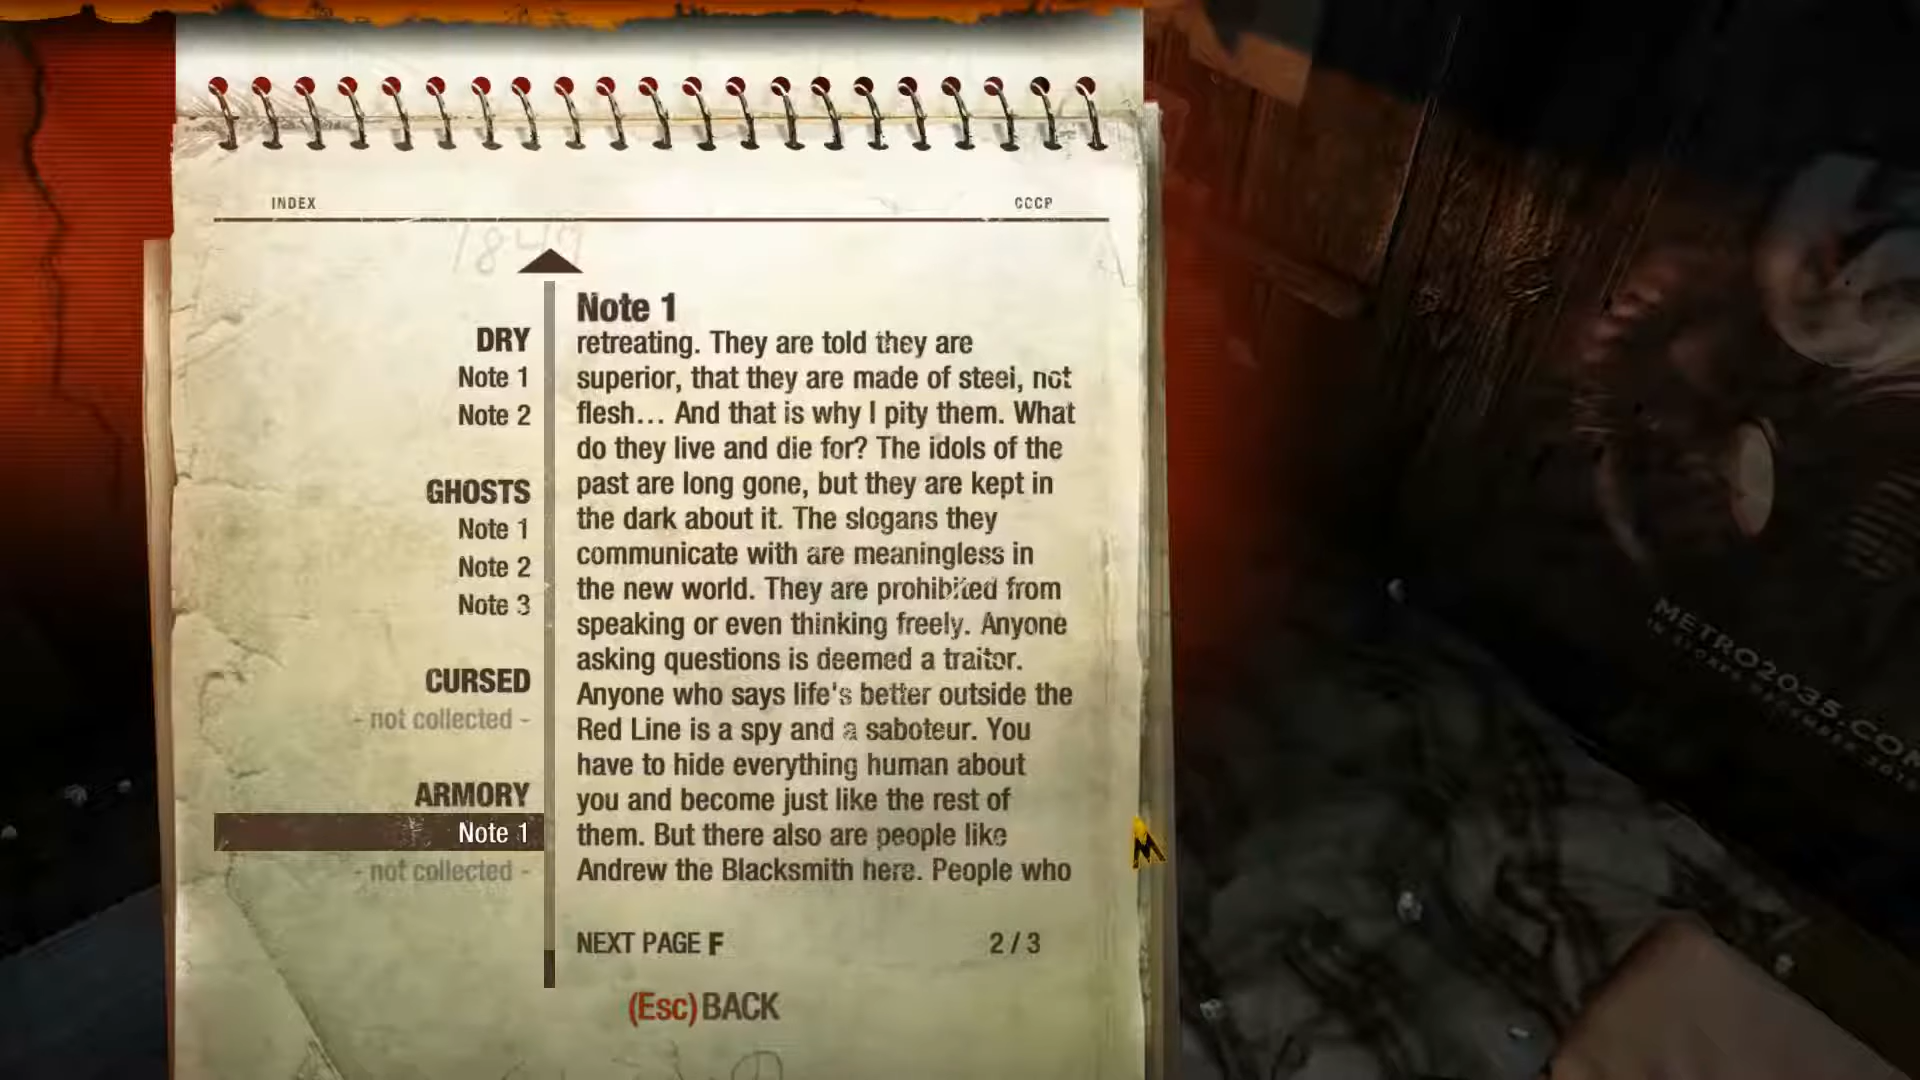 INDEX
CCCP
1849
DRY
Note 1
Note 2
GHOSTS
Note 1
Note 2
Note 3
CURSED
- not collected -
ARMORY
Note 1
- not collected -
Note 1
retreating. They are told they are
superior, that they are made of steel, not
flesh... And that is why I pity them. What
do they live and die for? The idols of the
past are long gone, but they are kept in
the dark about it. The slogans they
communicate with are meaningless in
the new world. They are prohibited from
speaking or even thinking freely. Anyone
asking questions is deemed a traitor.
Anyone who says life's better outside the
Red Line is a spy and a saboteur. You
have to hide everything human about
you and become just like the rest of
them. But there also are people like
Andrew the Blacksmith here. People who
NEXT PAGE F
2 / 3
(Esc) BACK
METRO2035.COM